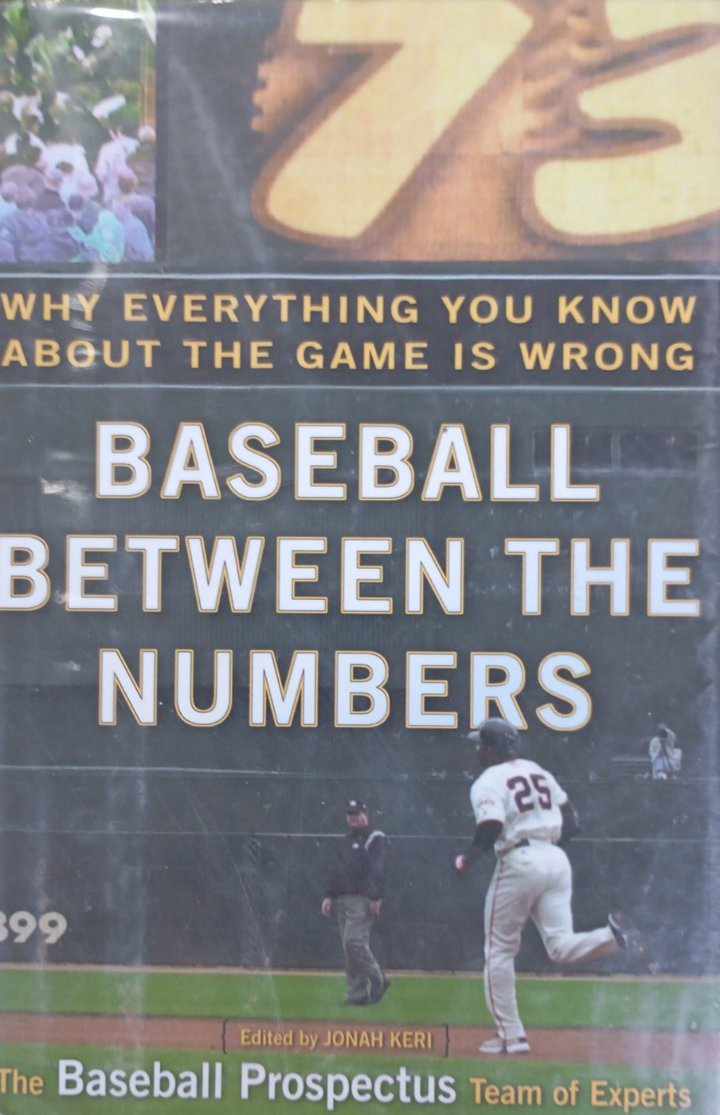 73
WHY EVERYTHING YOU KNOW
ABOUT THE GAME IS WRONG
BASEBALL
BETWEEN THE
NUMBERS
25
399
Edited by JONAH KERI
The Baseball Prospectus Team of Experts